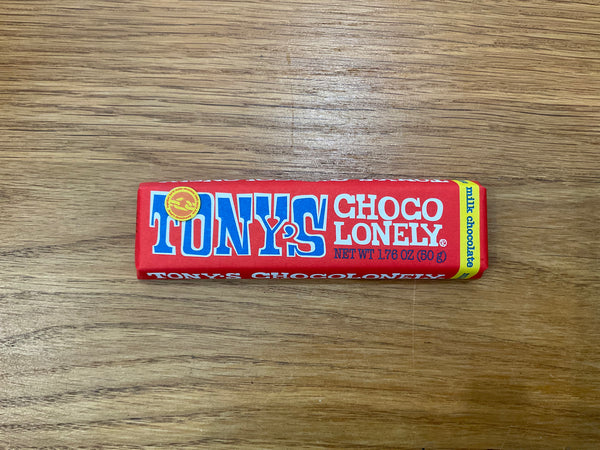 TONY'S
CHOCO
LONELY®
NET WT 1.76 OZ (50 g)
milk chocolate
TONY'S CHOCOLONELY